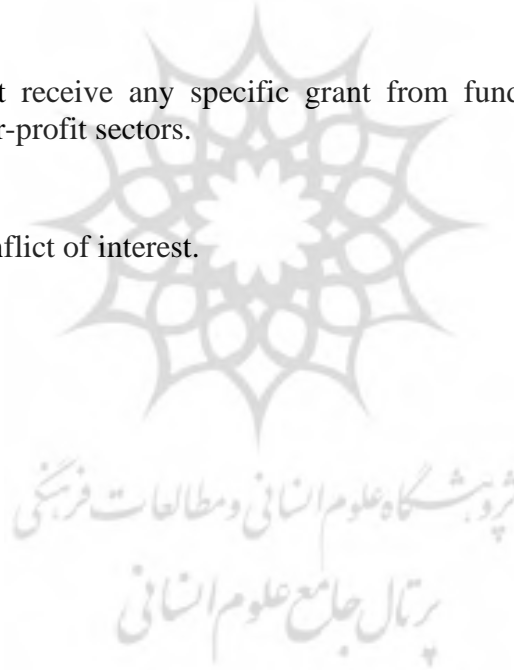 t receive any specific grant from fund
r-profit sectors.
nflict of interest.
پژوهشگاه علوم انسانی و مطالعات فرهنگی
پرتال جامع علوم انسانی